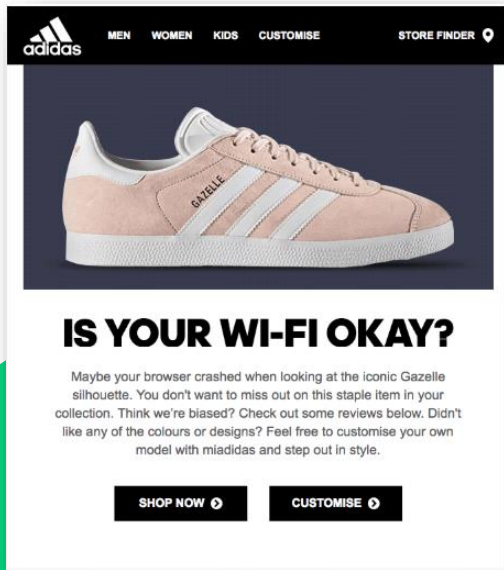 adidas
MEN WOMEN KIDS CUSTOMISE STORE FINDER
GAZELLE
IS YOUR WI-FI OKAY?
Maybe your browser crashed when looking at the iconic Gazelle
silhouette. You don't want to miss out on this staple item in your
collection. Think we're biased? Check out some reviews below. Didn't
like any of the colours or designs? Feel free to customise your own
model with miadidas and step out in style.
SHOP NOW CUSTOMISE